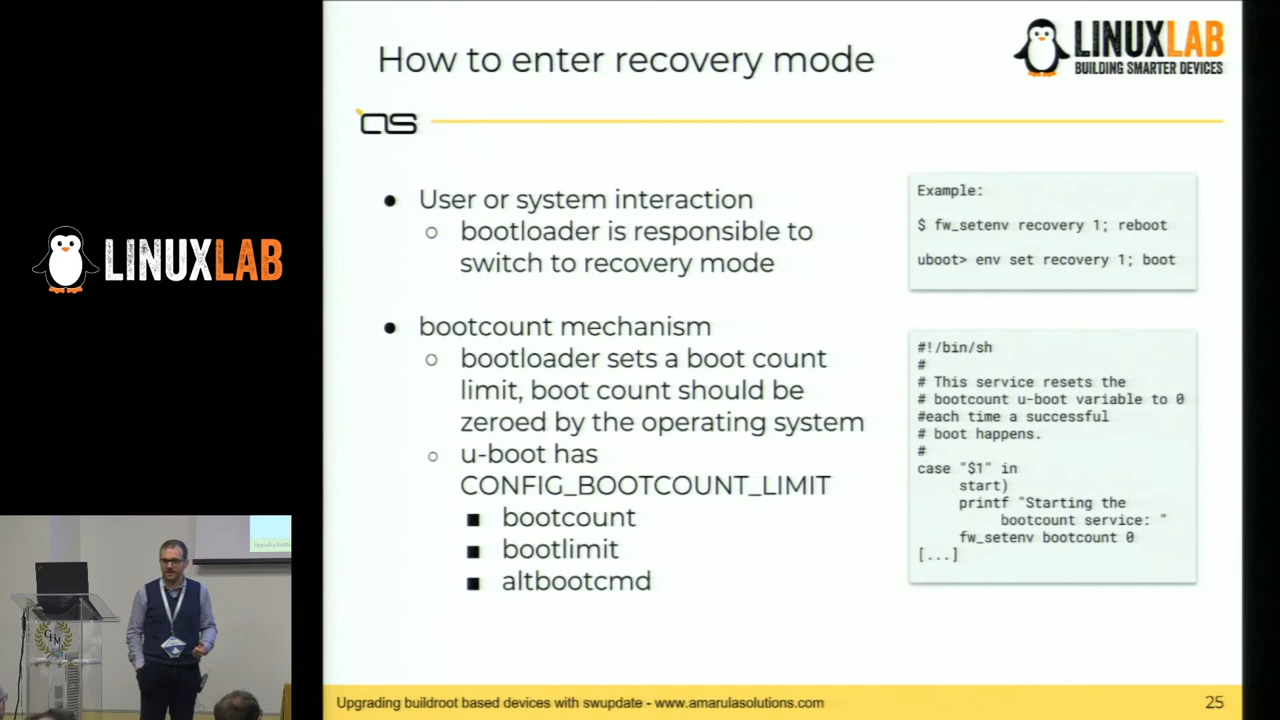 How to enter recovery mode
LINUXLAB
BUILDING SMARTER DEVICES
as
● User or system interaction
○ bootloader is responsible to
switch to recovery mode
● bootcount mechanism
○ bootloader sets a boot count
limit, boot count should be
zeroed by the operating system
○ u-boot has
CONFIG_BOOTCOUNT_LIMIT
■ bootcount
■ bootlimit
■ altbootcmd
Example:
$ fw_setenv recovery 1; reboot
uboot> env set recovery 1; boot
#!/bin/sh
#
# This service resets the
# bootcount u-boot variable to 0
#each time a successful
# boot happens.
#
case "$1" in
start)
printf "Starting the
bootcount service: "
fw_setenv bootcount 0
[...]
Upgrading buildroot based devices with swupdate - www.amarulasolutions.com
25
LINUXLAB
GHM